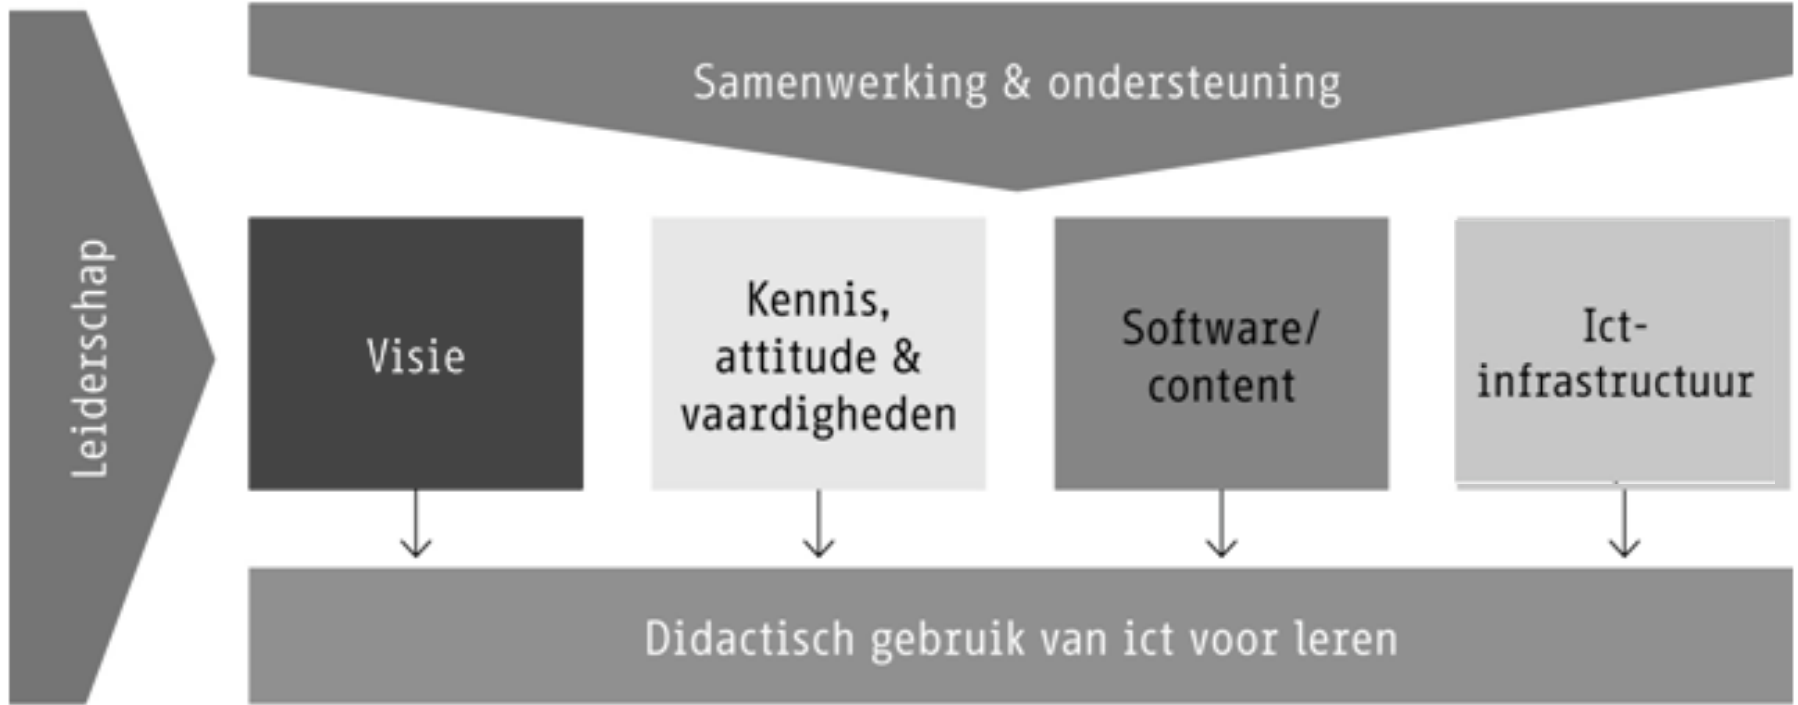 Samenwerking & ondersteuning
Leiderschap
Visie
Kennis,
attitude &
vaardigheden
Software/
content
Ict-
infrastructuur
Didactisch gebruik van ict voor leren